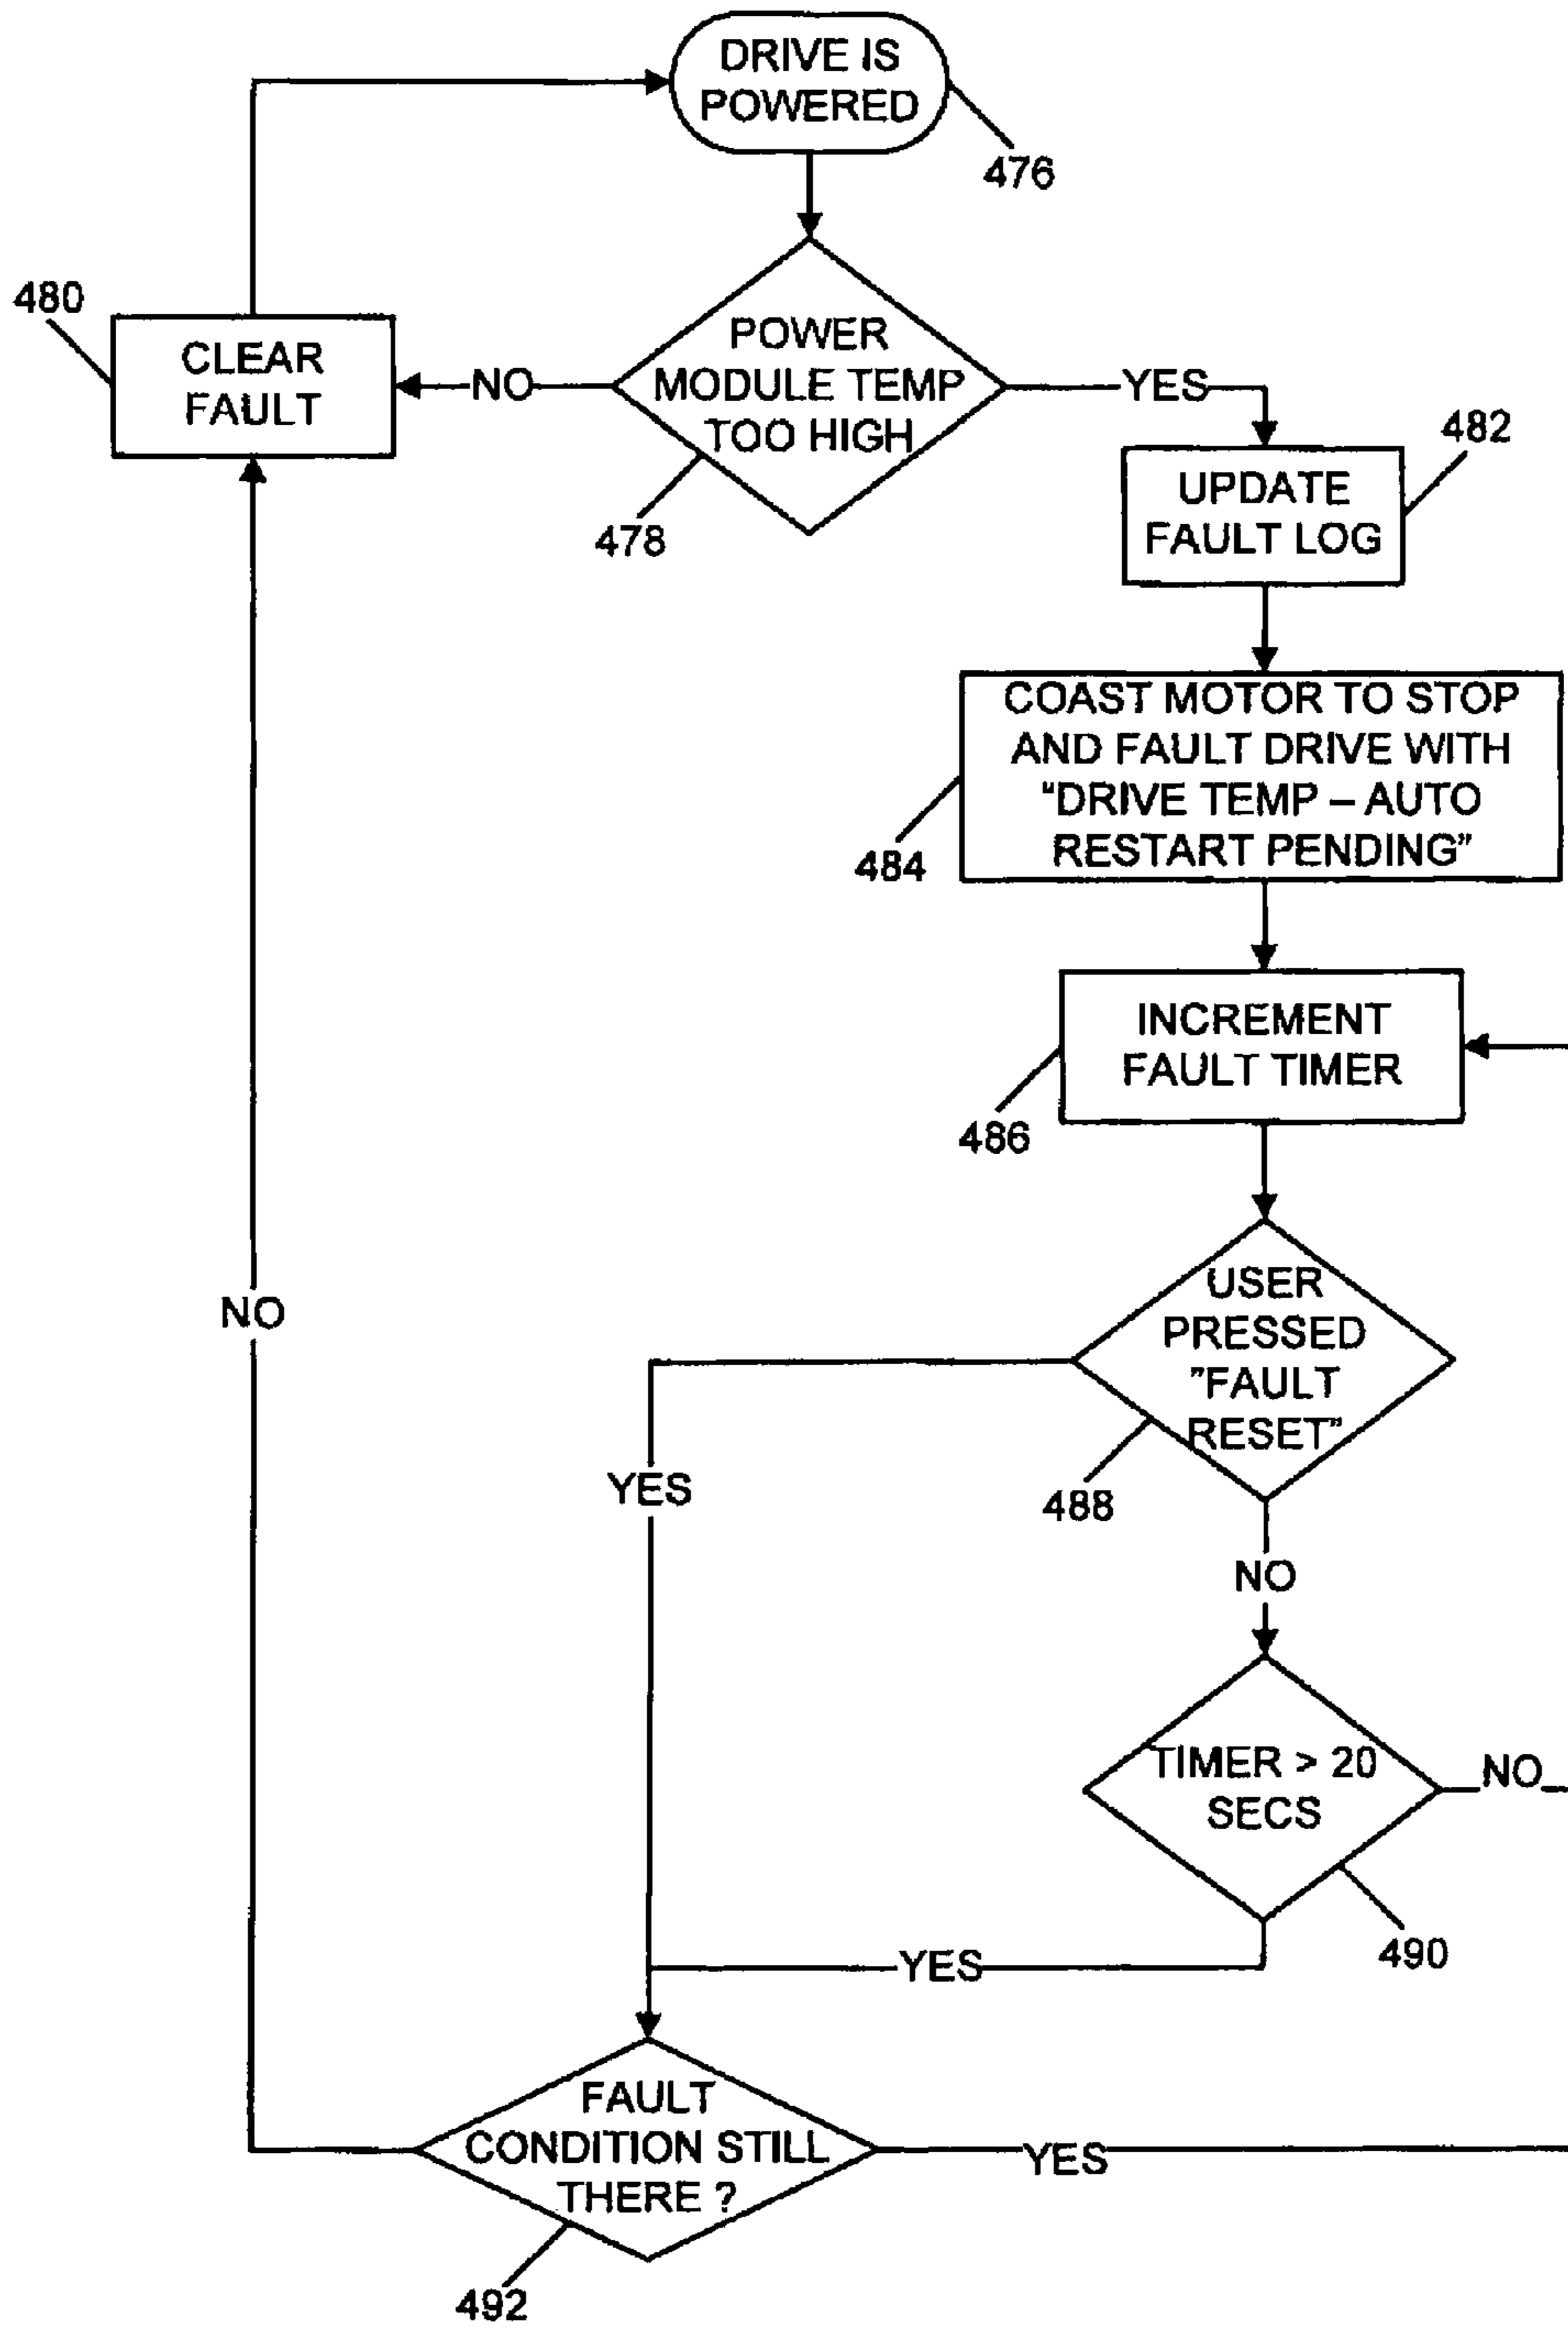 DRIVE IS
POWERED
476
480
CLEAR
FAULT
NO
POWER
MODULE TEMP
TOO HIGH
YES
478
482
UPDATE
FAULT LOG
COAST MOTOR TO STOP
AND FAULT DRIVE WITH
"DRIVE TEMP – AUTO
RESTART PENDING"
484
INCREMENT
FAULT TIMER
486
NO
USER
PRESSED
"FAULT
RESET"
YES
488
NO
TIMER > 20
SECS
NO
490
YES
FAULT
CONDITION STILL
THERE ?
YES
492